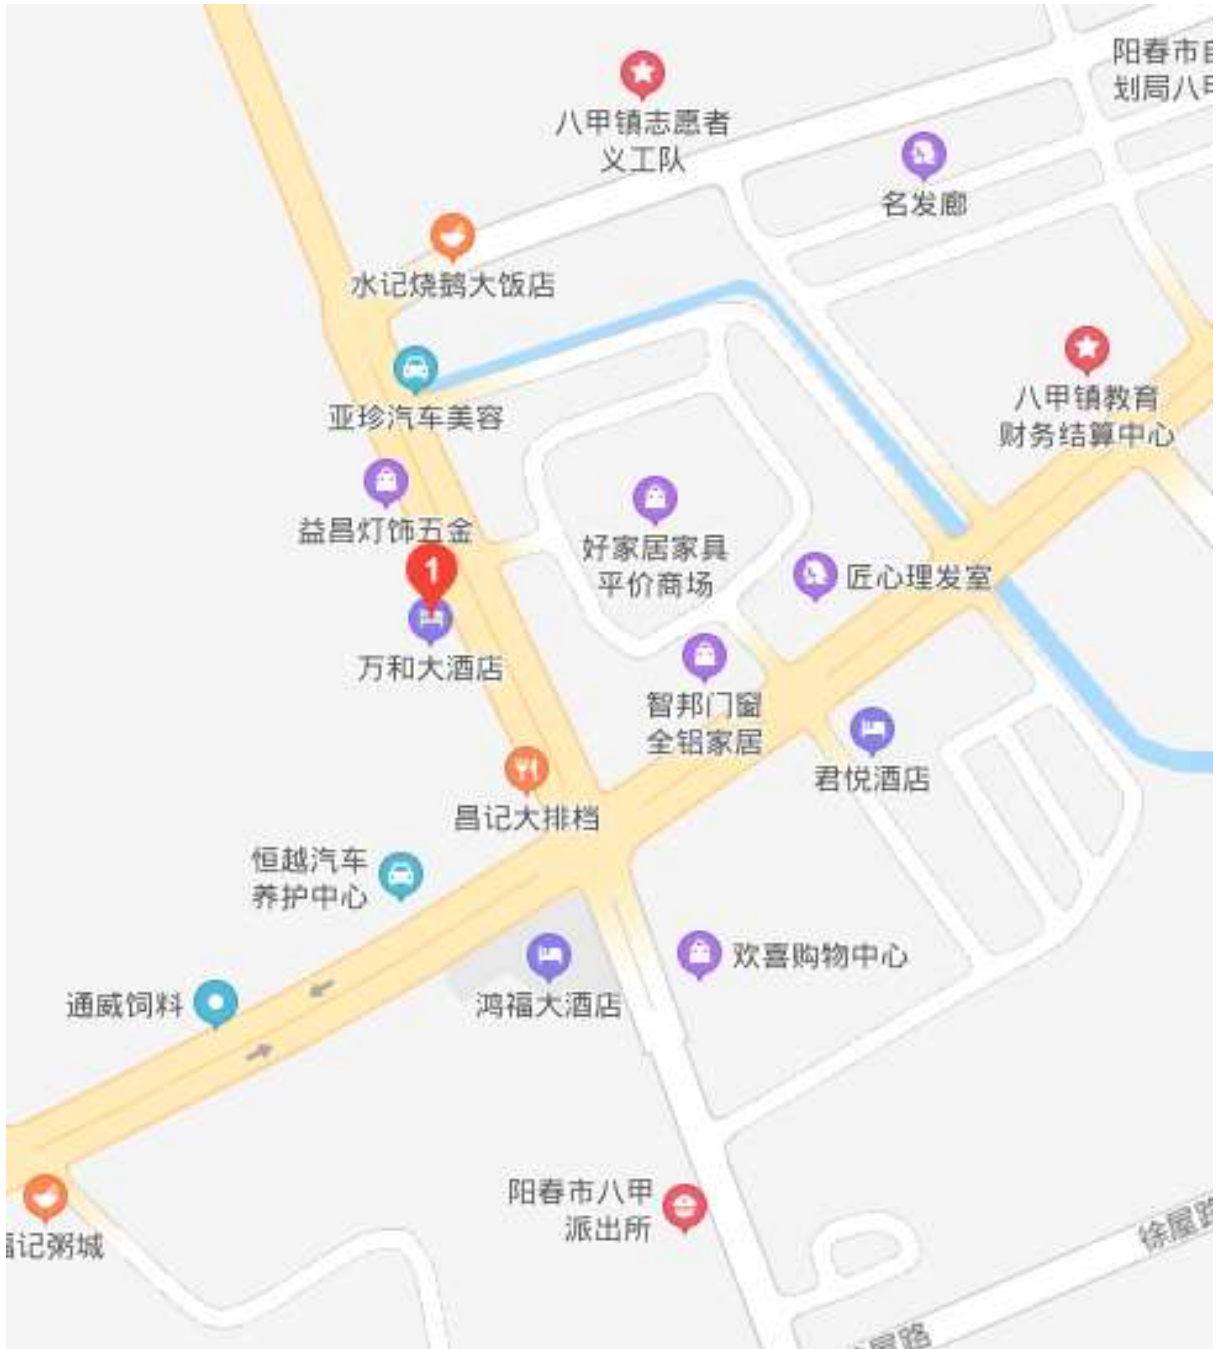 阳春市自
划局八甲
八甲镇志愿者
义工队
名发廊
水记烧鹅大饭店
八甲镇教育
财务结算中心
亚珍汽车美容
益昌灯饰五金
好家居家具
平价商场
1
匠心理发室
万和大酒店
智邦门窗
全铝家居
君悦酒店
昌记大排档
恒越汽车
养护中心
欢喜购物中心
通威饲料
鸿福大酒店
阳春市八甲
派出所
记粥城
徐屋路
屋路